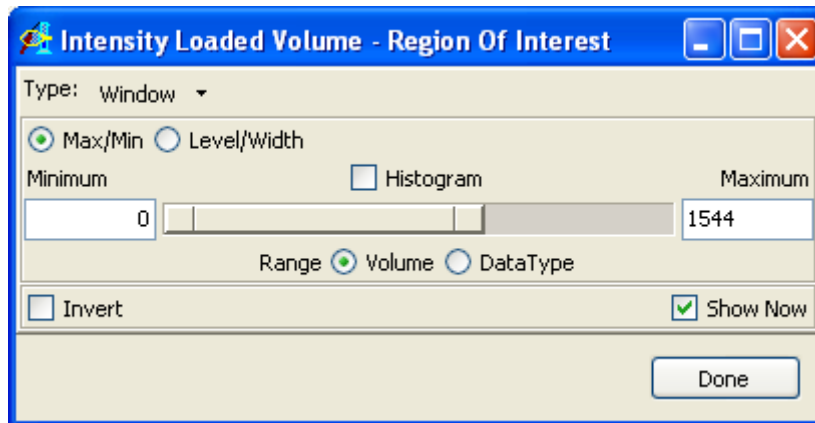 Intensity Loaded Volume - Region Of Interest
Type: Window
Max/Min Level/Width
Minimum Histogram Maximum
0 1544
Range Volume DataType
Invert Show Now
Done